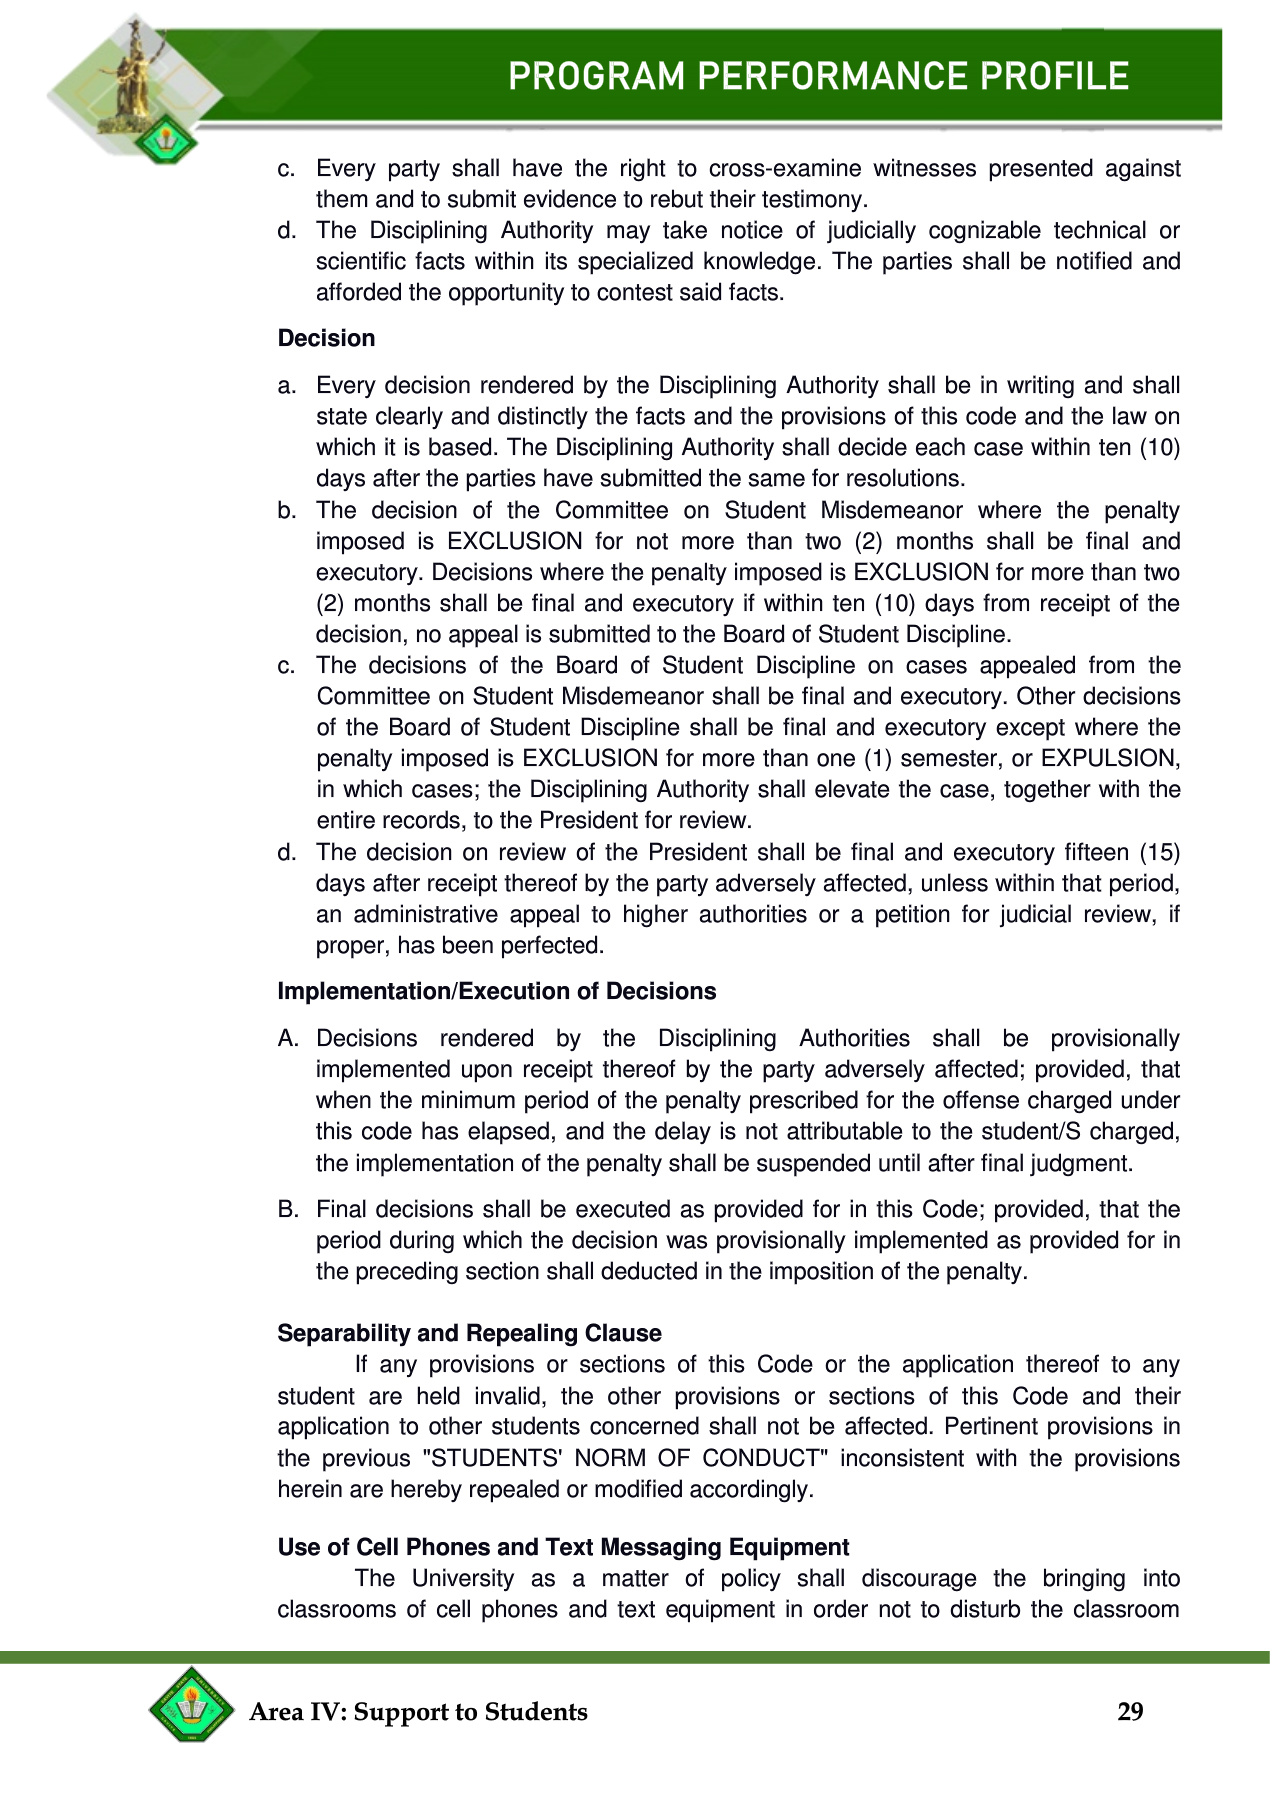 PROGRAM PERFORMANCE PROFILE
c. Every party shall have the right to cross-examine witnesses presented against
them and to submit evidence to rebut their testimony.
d. The Disciplining Authority may take notice of judicially cognizable technical or
scientific facts within its specialized knowledge. The parties shall be notified and
afforded the opportunity to contest said facts.
Decision
a. Every decision rendered by the Disciplining Authority shall be in writing and shall
state clearly and distinctly the facts and the provisions of this code and the law on
which it is based. The Disciplining Authority shall decide each case within ten (10)
days after the parties have submitted the same for resolutions.
b. The decision of the Committee on Student Misdemeanor where the penalty
imposed is EXCLUSION for not more than two (2) months shall be final and
executory. Decisions where the penalty imposed is EXCLUSION for more than two
(2) months shall be final and executory if within ten (10) days from receipt of the
decision, no appeal is submitted to the Board of Student Discipline.
c. The decisions of the Board of Student Discipline on cases appealed from the
Committee on Student Misdemeanor shall be final and executory. Other decisions
of the Board of Student Discipline shall be final and executory except where the
penalty imposed is EXCLUSION for more than one (1) semester, or EXPULSION,
in which cases; the Disciplining Authority shall elevate the case, together with the
entire records, to the President for review.
d. The decision on review of the President shall be final and executory fifteen (15)
days after receipt thereof by the party adversely affected, unless within that period,
an administrative appeal to higher authorities or a petition for judicial review, if
proper, has been perfected.
Implementation/Execution of Decisions
A. Decisions rendered by the Disciplining Authorities shall be provisionally
implemented upon receipt thereof by the party adversely affected; provided, that
when the minimum period of the penalty prescribed for the offense charged under
this code has elapsed, and the delay is not attributable to the student/S charged,
the implementation of the penalty shall be suspended until after final judgment.
B. Final decisions shall be executed as provided for in this Code; provided, that the
period during which the decision was provisionally implemented as provided for in
the preceding section shall deducted in the imposition of the penalty.
Separability and Repealing Clause
If any provisions or sections of this Code or the application thereof to any
student are held invalid, the other provisions or sections of this Code and their
application to other students concerned shall not be affected. Pertinent provisions in
the previous "STUDENTS' NORM OF CONDUCT" inconsistent with the provisions
herein are hereby repealed or modified accordingly.
Use of Cell Phones and Text Messaging Equipment
The University as a matter of policy shall discourage the bringing into
classrooms of cell phones and text equipment in order not to disturb the classroom
Area IV: Support to Students 29